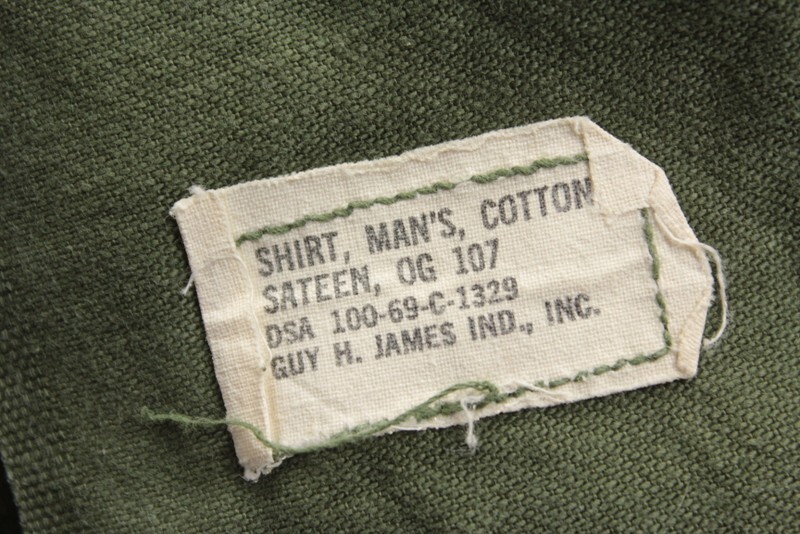 SHIRT, MAN'S, COTTON
SATEEN, OG 107
DSA 100-69-C-1329
GUY H. JAMES IND., INC.